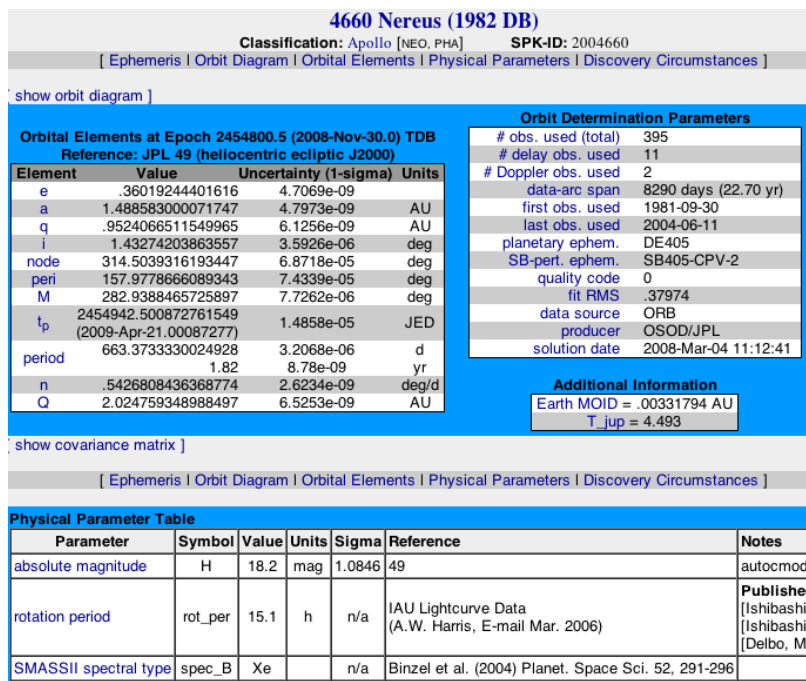 4660 Nereus (1982 DB)
Classification: Apollo [NEO, PHA] SPK-ID: 2004660
[ Ephemeris | Orbit Diagram | Orbital Elements | Physical Parameters | Discovery Circumstances ]
show orbit diagram ]
Orbital Elements at Epoch 2454800.5 (2008-Nov-30.0) TDB
Reference: JPL 49 (heliocentric ecliptic J2000)
Element Value Uncertainty (1-sigma) Units
e .36019244401616 4.7069e-09
a 1.488583000071747 4.7973e-09 AU
q .9524066511549965 6.1256e-09 AU
i 1.43274203863557 3.5926e-06 deg
node 314.5039316193447 6.8718e-05 deg
peri 157.9778666089343 7.4339e-05 deg
M 282.9388465725897 7.7262e-06 deg
tp 2454942.500872761549 1.4858e-05 JED
(2009-Apr-21.00087277)
period 663.3733330024928 3.2068e-06 d
1.82 8.78e-09 yr
n .5426808436368774 2.6234e-09 deg/d
Q 2.024759348988497 6.5253e-09 AU
Orbit Determination Parameters
# obs. used (total) 395
# delay obs. used 11
# Doppler obs. used 2
data-arc span 8290 days (22.70 yr)
first obs. used 1981-09-30
last obs. used 2004-06-11
planetary ephem. DE405
SB-pert. ephem. SB405-CPV-2
quality code 0
fit RMS .37974
data source ORB
producer OSOD/JPL
solution date 2008-Mar-04 11:12:41
Additional Information
Earth MOID = .00331794 AU
T_jup = 4.493
show covariance matrix ]
[ Ephemeris | Orbit Diagram | Orbital Elements | Physical Parameters | Discovery Circumstances ]
Physical Parameter Table
Parameter Symbol Value Units Sigma Reference Notes
absolute magnitude H 18.2 mag 1.0846 49 autocmod
rotation period rot_per 15.1 h n/a IAU Lightcurve Data
(A.W. Harris, E-mail Mar. 2006)
Publishe
[Ishibashi
[Ishibashi
[Delbo, M
SMASSII spectral type spec_B Xe n/a Binzel et al. (2004) Planet. Space Sci. 52, 291-296